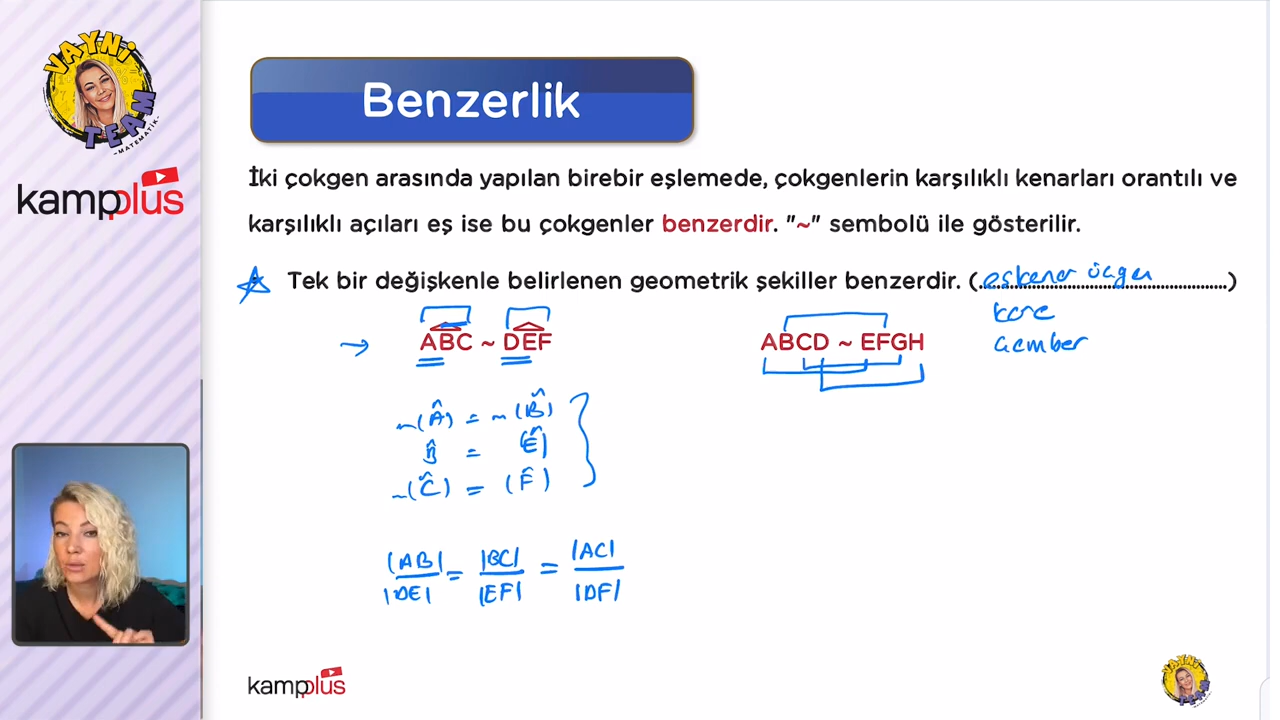 VAYNİ
TEAM
-MATEMATİK-
kampplus
Benzerlik
İki çokgen arasında yapılan birebir eşlemede, çokgenlerin karşılıklı kenarları orantılı ve
karşılıklı açıları eş ise bu çokgenler benzerdir. "~" sembolü ile gösterilir.
Tek bir değişkenle belirlenen geometrik şekiller benzerdir. (eşkenar üçgen)
kare
çember
ABC ~ DEF
ABCD ~ EFGH
m(Â) = m(B̂)
B̂ = (Ê)
m(Ĉ) = (F̂)
|AB| = |BC| = |AC|
|DE| |EF| |DF|
kampplus
VAYNİ
TEAM